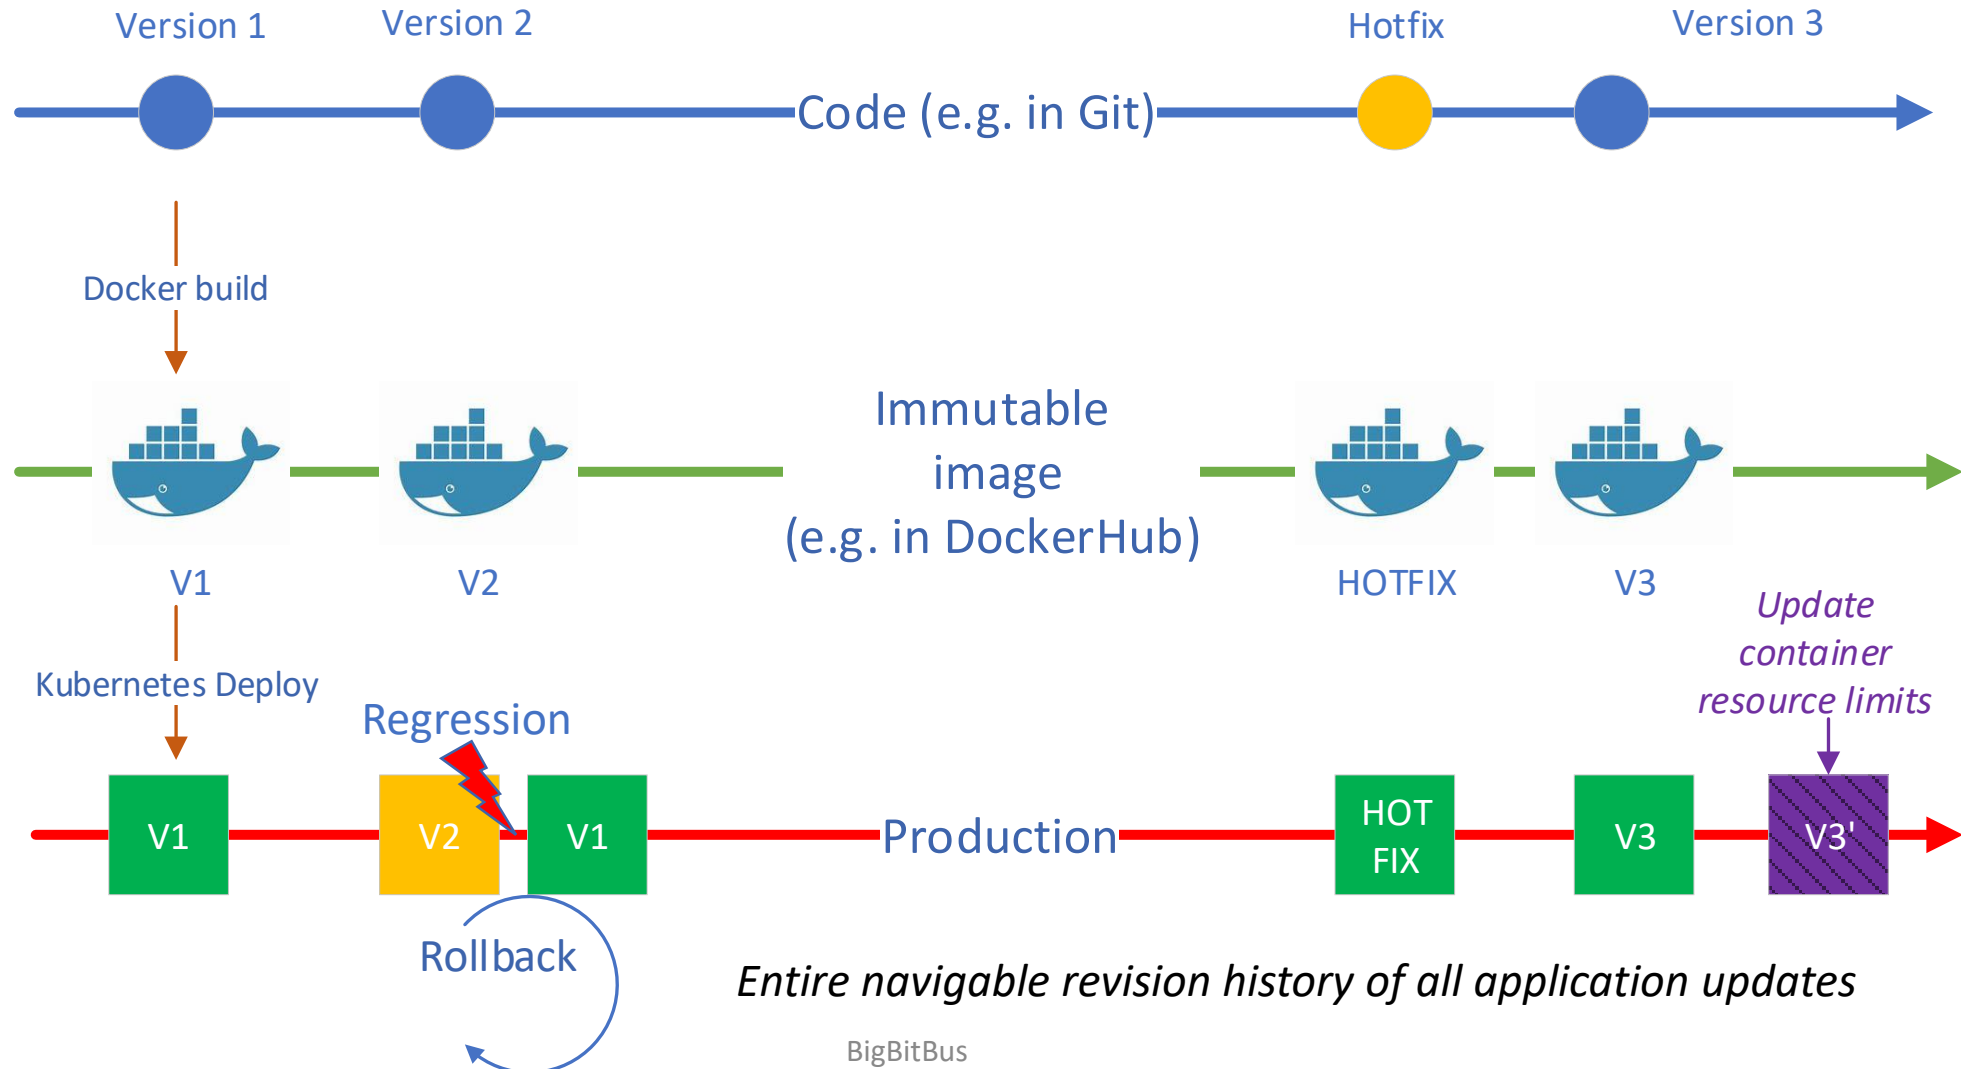 Version 1
Version 2
Hotfix
Version 3
Code (e.g. in Git)
Docker build
Immutable
image
(e.g. in DockerHub)
V1
V2
HOTFIX
V3
Update
container
resource limits
Kubernetes Deploy
Regression
V1
V2
V1
Production
HOT
FIX
V3
V3'
Rollback
Entire navigable revision history of all application updates
BigBitBus